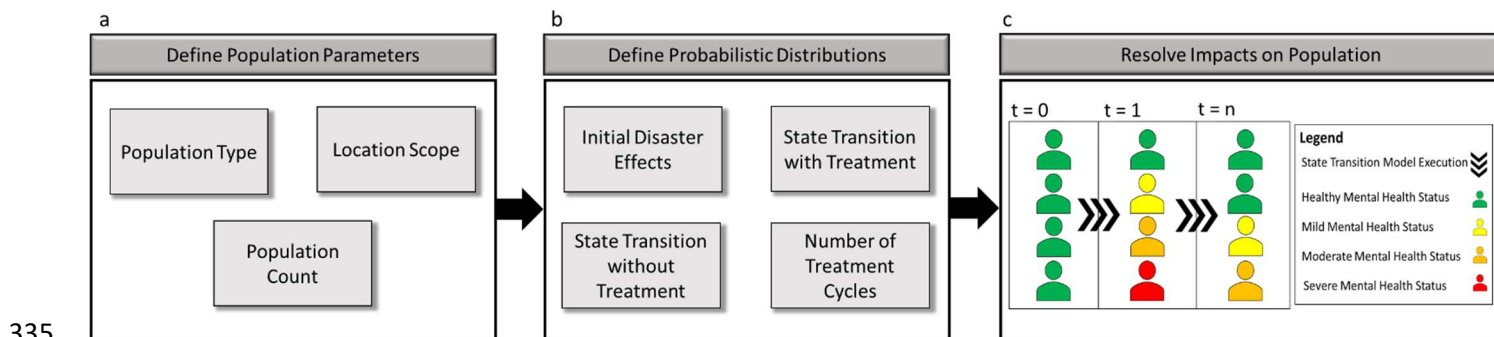 a
Define Population Parameters
Population Type
Location Scope
Population
Count
b
Define Probabilistic Distributions
Initial Disaster
Effects
State Transition
with Treatment
State Transition
without
Treatment
Number of
Treatment
Cycles
c
Resolve Impacts on Population
t = 0
t = 1
t = n
Legend
State Transition Model Execution
Healthy Mental Health Status
Mild Mental Health Status
Moderate Mental Health Status
Severe Mental Health Status
335